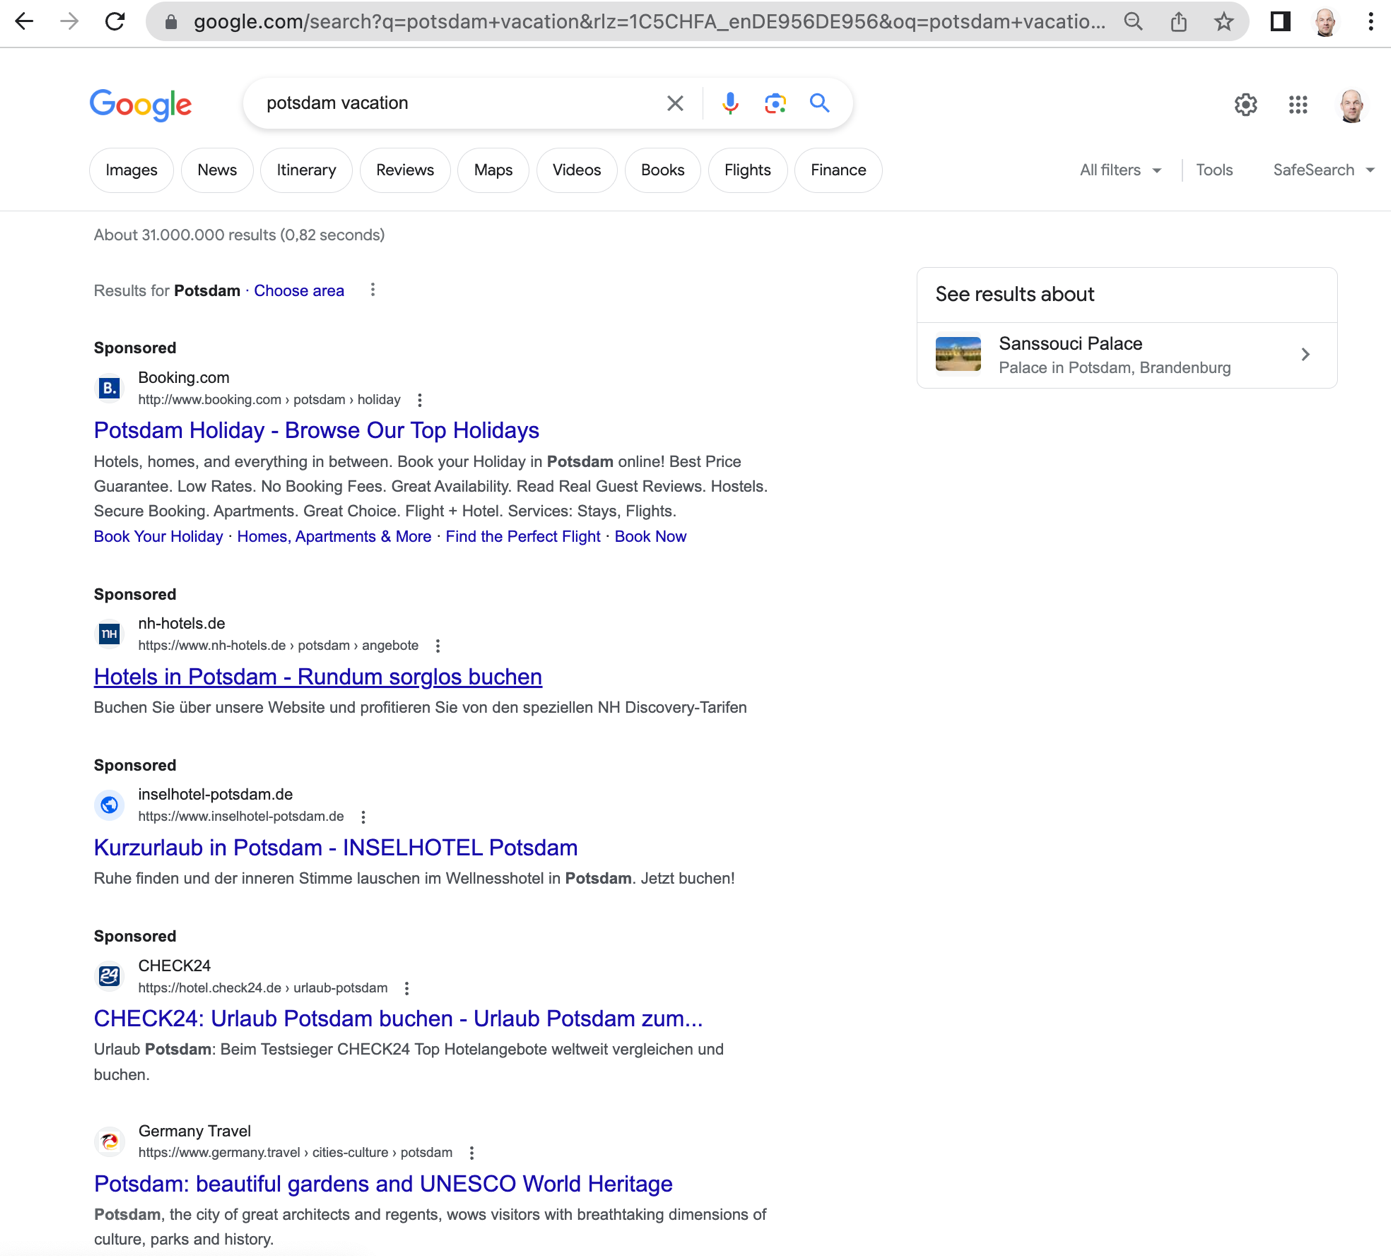 google.com/search?q=potsdam+vacation&rlz=1C5CHFA_enDE956DE956&oq=potsdam+vacatio...
Google
potsdam vacation
Images News Itinerary Reviews Maps Videos Books Flights Finance All filters Tools SafeSearch
About 31.000.000 results (0,82 seconds)
Results for Potsdam · Choose area
See results about
Sanssouci Palace
Palace in Potsdam, Brandenburg
Sponsored
B.
Booking.com
http://www.booking.com › potsdam › holiday
Potsdam Holiday - Browse Our Top Holidays
Hotels, homes, and everything in between. Book your Holiday in Potsdam online! Best Price
Guarantee. Low Rates. No Booking Fees. Great Availability. Read Real Guest Reviews. Hostels.
Secure Booking. Apartments. Great Choice. Flight + Hotel. Services: Stays, Flights.
Book Your Holiday · Homes, Apartments & More · Find the Perfect Flight · Book Now
Sponsored
nH
nh-hotels.de
https://www.nh-hotels.de › potsdam › angebote
Hotels in Potsdam - Rundum sorglos buchen
Buchen Sie über unsere Website und profitieren Sie von den speziellen NH Discovery-Tarifen
Sponsored
inselhotel-potsdam.de
https://www.inselhotel-potsdam.de
Kurzurlaub in Potsdam - INSELHOTEL Potsdam
Ruhe finden und der inneren Stimme lauschen im Wellnesshotel in Potsdam. Jetzt buchen!
Sponsored
24
CHECK24
https://hotel.check24.de › urlaub-potsdam
CHECK24: Urlaub Potsdam buchen - Urlaub Potsdam zum...
Urlaub Potsdam: Beim Testsieger CHECK24 Top Hotelangebote weltweit vergleichen und
buchen.
Germany Travel
https://www.germany.travel › cities-culture › potsdam
Potsdam: beautiful gardens and UNESCO World Heritage
Potsdam, the city of great architects and regents, wows visitors with breathtaking dimensions of
culture, parks and history.